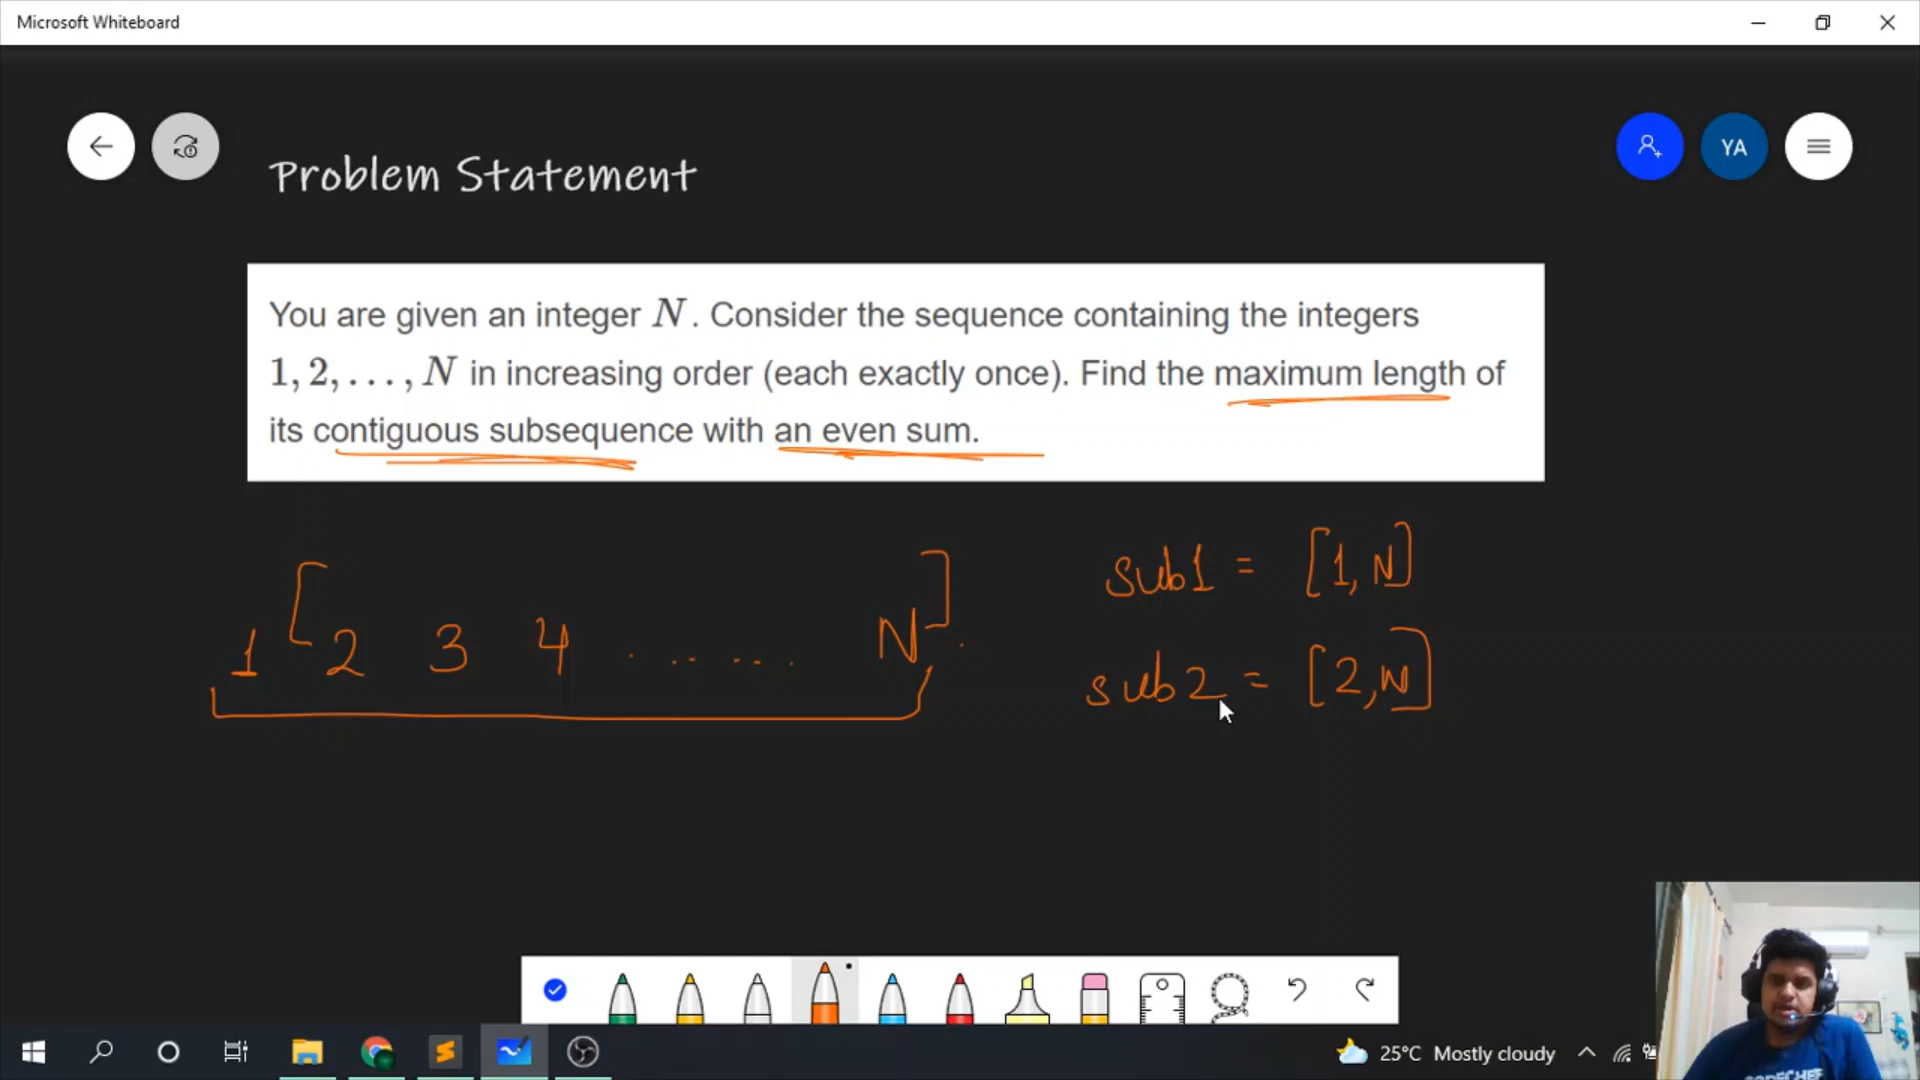 Microsoft Whiteboard
YA
Problem Statement
You are given an integer N. Consider the sequence containing the integers
1, 2, . . . , N in increasing order (each exactly once). Find the maximum length of
its contiguous subsequence with an even sum.
sub1 = [1, N]
1 [2 3 4 . . . . . . N] .
sub2 = [2, N]
25°C Mostly cloudy
CODECHEF